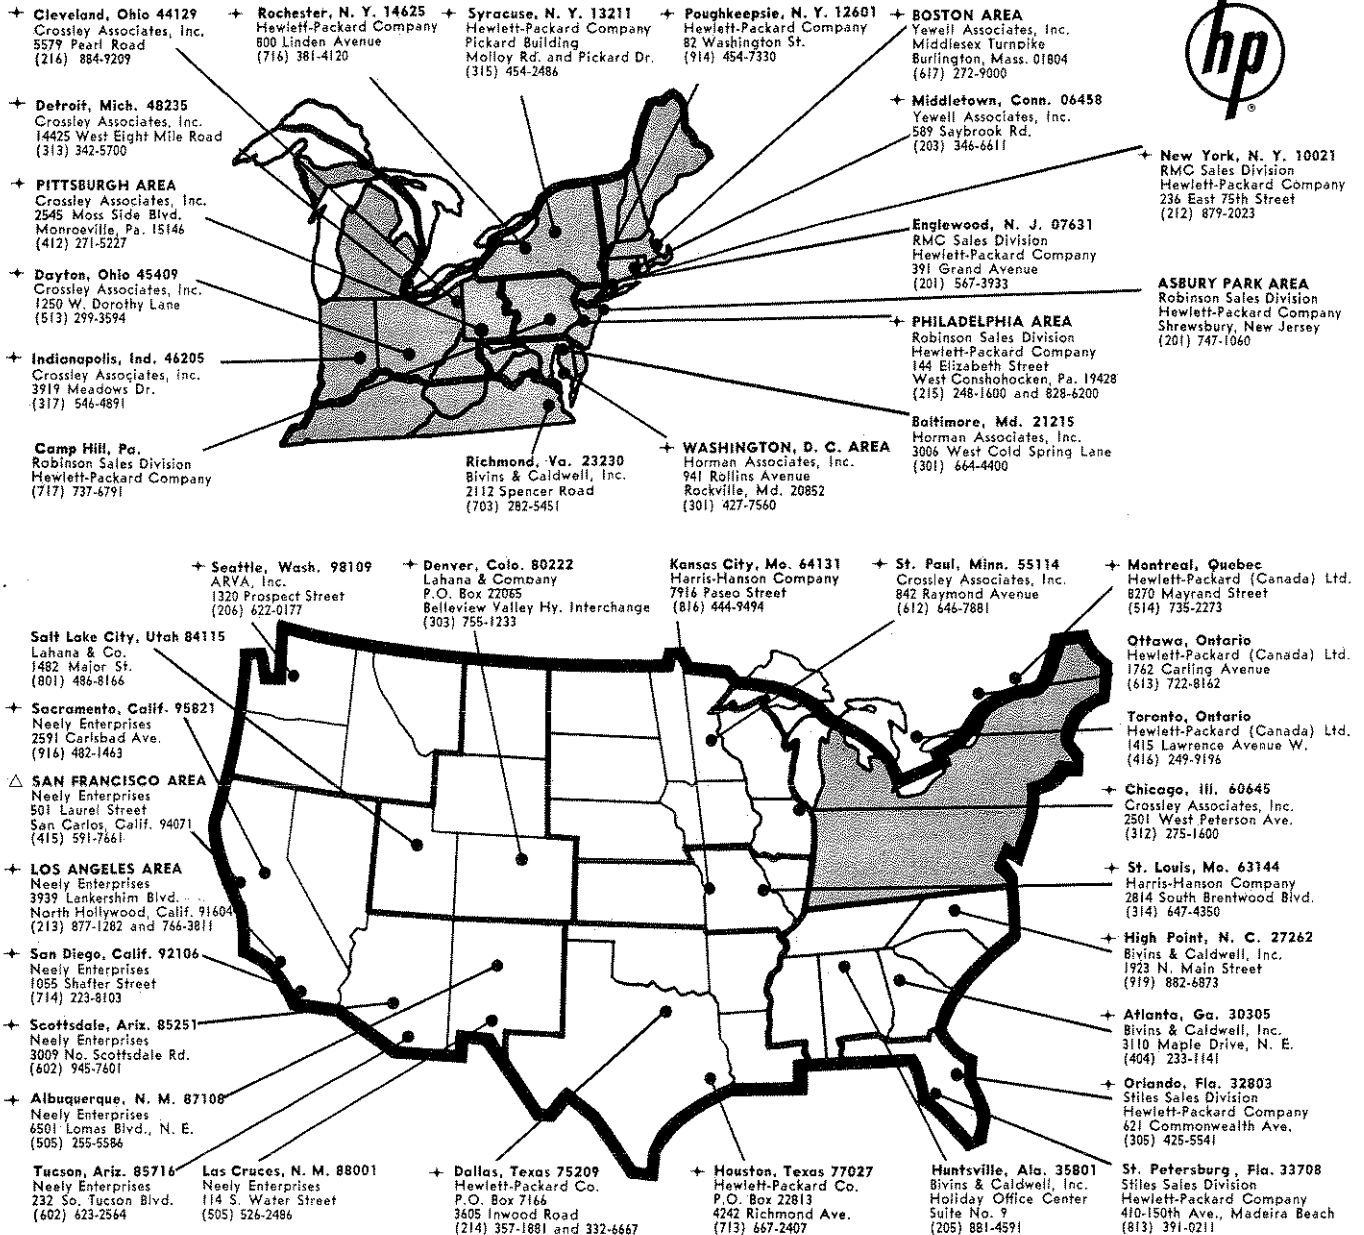 Cleveland, Ohio 44129
Crossley Associates, Inc.
5579 Pearl Road
(216) 884-9209
Rochester, N. Y. 14625
Hewlett-Packard Company
800 Linden Avenue
(716) 381-4120
Syracuse, N. Y. 13211
Hewlett-Packard Company
Pickard Building
Molloy Rd. and Pickard Dr.
(315) 454-2486
Poughkeepsie, N. Y. 12601
Hewlett-Packard Company
82 Washington St.
(914) 454-7330
BOSTON AREA
Yewell Associates, Inc.
Middlesex Turnpike
Burlington, Mass. 01804
(617) 272-9000
hp
®
Detroit, Mich. 48235
Crossley Associates, Inc.
14425 West Eight Mile Road
(313) 342-5700
Middletown, Conn. 06458
Yewell Associates, Inc.
589 Saybrook Rd.
(203) 346-6611
New York, N. Y. 10021
RMC Sales Division
Hewlett-Packard Company
236 East 75th Street
(212) 879-2023
PITTSBURGH AREA
Crossley Associates, Inc.
2545 Moss Side Blvd.
Monroeville, Pa. 15146
(412) 271-5227
Englewood, N. J. 07631
RMC Sales Division
Hewlett-Packard Company
391 Grand Avenue
(201) 567-3933
Dayton, Ohio 45409
Crossley Associates, Inc.
1250 W. Dorothy Lane
(513) 299-3594
ASBURY PARK AREA
Robinson Sales Division
Hewlett-Packard Company
Shrewsbury, New Jersey
(201) 747-1060
PHILADELPHIA AREA
Robinson Sales Division
Hewlett-Packard Company
144 Elizabeth Street
West Conshohocken, Pa. 19428
(215) 248-1600 and 828-6200
Indianapolis, Ind. 46205
Crossley Associates, Inc.
3919 Meadows Dr.
(317) 546-4891
Baltimore, Md. 21215
Horman Associates, Inc.
3006 West Cold Spring Lane
(301) 664-4400
Camp Hill, Pa.
Robinson Sales Division
Hewlett-Packard Company
(717) 737-6791
Richmond, Va. 23230
Bivins & Caldwell, Inc.
2112 Spencer Road
(703) 282-5451
WASHINGTON, D. C. AREA
Horman Associates, Inc.
941 Rollins Avenue
Rockville, Md. 20852
(301) 427-7560
Seattle, Wash. 98109
ARVA, Inc.
1320 Prospect Street
(206) 622-0177
Denver, Colo. 80222
Lahana & Company
P.O. Box 22065
Belleview Valley Hy. Interchange
(303) 755-1233
Kansas City, Mo. 64131
Harris-Hanson Company
7916 Paseo Street
(816) 444-9494
St. Paul, Minn. 55114
Crossley Associates, Inc.
842 Raymond Avenue
(612) 646-7881
Montreal, Quebec
Hewlett-Packard (Canada) Ltd.
8270 Mayrand Street
(514) 735-2273
Salt Lake City, Utah 84115
Lahana & Co.
1482 Major St.
(801) 486-8166
Ottawa, Ontario
Hewlett-Packard (Canada) Ltd.
1762 Carling Avenue
(613) 722-8162
Sacramento, Calif. 95821
Neely Enterprises
2591 Carlsbad Ave.
(916) 482-1463
Toronto, Ontario
Hewlett-Packard (Canada) Ltd.
1415 Lawrence Avenue W.
(416) 249-9196
SAN FRANCISCO AREA
Neely Enterprises
501 Laurel Street
San Carlos, Calif. 94071
(415) 591-7661
Chicago, Ill. 60645
Crossley Associates, Inc.
2501 West Peterson Ave.
(312) 275-1600
LOS ANGELES AREA
Neely Enterprises
3939 Lankershim Blvd.
North Hollywood, Calif. 91604
(213) 877-1282 and 766-3811
St. Louis, Mo. 63144
Harris-Hanson Company
2814 South Brentwood Blvd.
(314) 647-4350
San Diego, Calif. 92106
Neely Enterprises
1055 Shafter Street
(714) 223-8103
High Point, N. C. 27262
Bivins & Caldwell, Inc.
1923 N. Main Street
(919) 882-6873
Scottsdale, Ariz. 85251
Neely Enterprises
3009 No. Scottsdale Rd.
(602) 945-7601
Atlanta, Ga. 30305
Bivins & Caldwell, Inc.
3110 Maple Drive, N. E.
(404) 233-1141
Albuquerque, N. M. 87108
Neely Enterprises
6501 Lomas Blvd., N. E.
(505) 255-5586
Orlando, Fla. 32803
Stiles Sales Division
Hewlett-Packard Company
621 Commonwealth Ave.
(305) 425-5541
Tucson, Ariz. 85716
Neely Enterprises
232 So. Tucson Blvd.
(602) 623-2564
Las Cruces, N. M. 88001
Neely Enterprises
114 S. Water Street
(505) 526-2486
Dallas, Texas 75209
Hewlett-Packard Co.
P.O. Box 7166
3605 Inwood Road
(214) 357-1881 and 332-6667
Houston, Texas 77027
Hewlett-Packard Co.
P.O. Box 22813
4242 Richmond Ave.
(713) 667-2407
Huntsville, Ala. 35801
Bivins & Caldwell, Inc.
Holiday Office Center
Suite No. 9
(205) 881-4591
St. Petersburg, Fla. 33708
Stiles Sales Division
Hewlett-Packard Company
410-150th Ave., Madeira Beach
(813) 391-0211